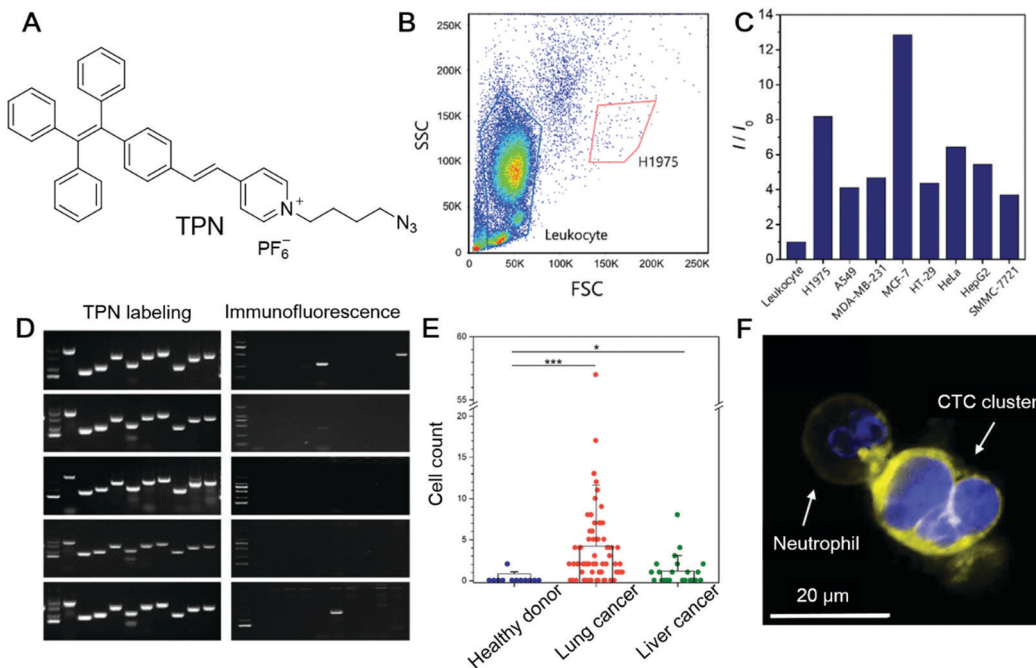 A
TPN
N+
N3
PF6−
B
SSC
250K
200K
150K
100K
50K
0
H1975
Leukocyte
0
50K
100K
150K
200K
250K
FSC
C
I / I0
14
12
10
8
6
4
2
0
Leukocyte
H1975
A549
MDA-MB-231
MCF-7
HT-29
HeLa
HepG2
SMMC-7721
D
TPN labeling
Immunofluorescence
E
Cell count
60
55
20
15
10
5
0
*
***
Healthy donor
Lung cancer
Liver cancer
F
CTC cluster
Neutrophil
20 µm